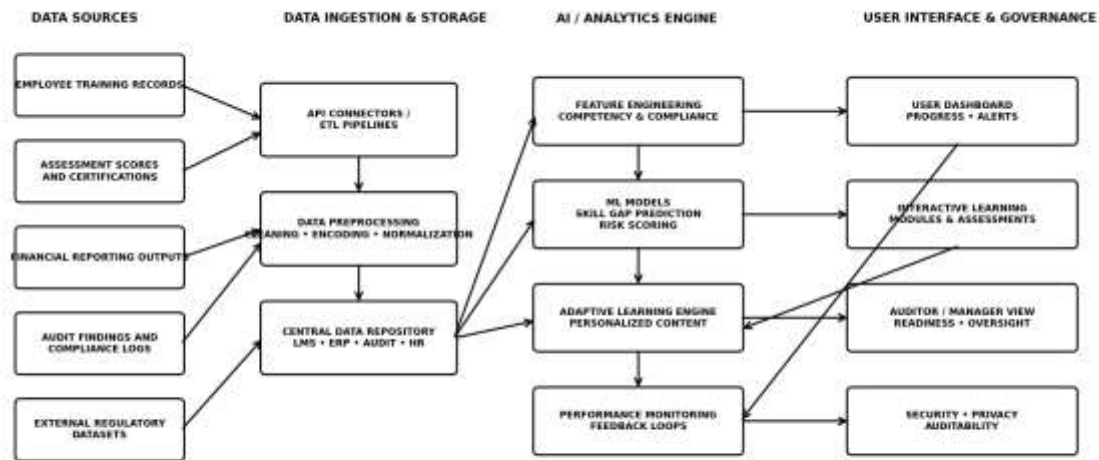 DATA SOURCES
EMPLOYEE TRAINING RECORDS
ASSESSMENT SCORES
AND CERTIFICATIONS
FINANCIAL REPORTING OUTPUTS
AUDIT FINDINGS AND
COMPLIANCE LOGS
EXTERNAL REGULATORY
DATASETS
DATA INGESTION & STORAGE
API CONNECTORS /
ETL PIPELINES
DATA PREPROCESSING
CLEANING • ENCODING • NORMALIZATION
CENTRAL DATA REPOSITORY
LMS • ERP • AUDIT • HR
AI / ANALYTICS ENGINE
FEATURE ENGINEERING
COMPETENCY & COMPLIANCE
ML MODELS
SKILL GAP PREDICTION
RISK SCORING
ADAPTIVE LEARNING ENGINE
PERSONALIZED CONTENT
PERFORMANCE MONITORING
FEEDBACK LOOPS
USER INTERFACE & GOVERNANCE
USER DASHBOARD
PROGRESS • ALERTS
INTERACTIVE LEARNING
MODULES & ASSESSMENTS
AUDITOR / MANAGER VIEW
READINESS • OVERSIGHT
SECURITY • PRIVACY
AUDITABILITY